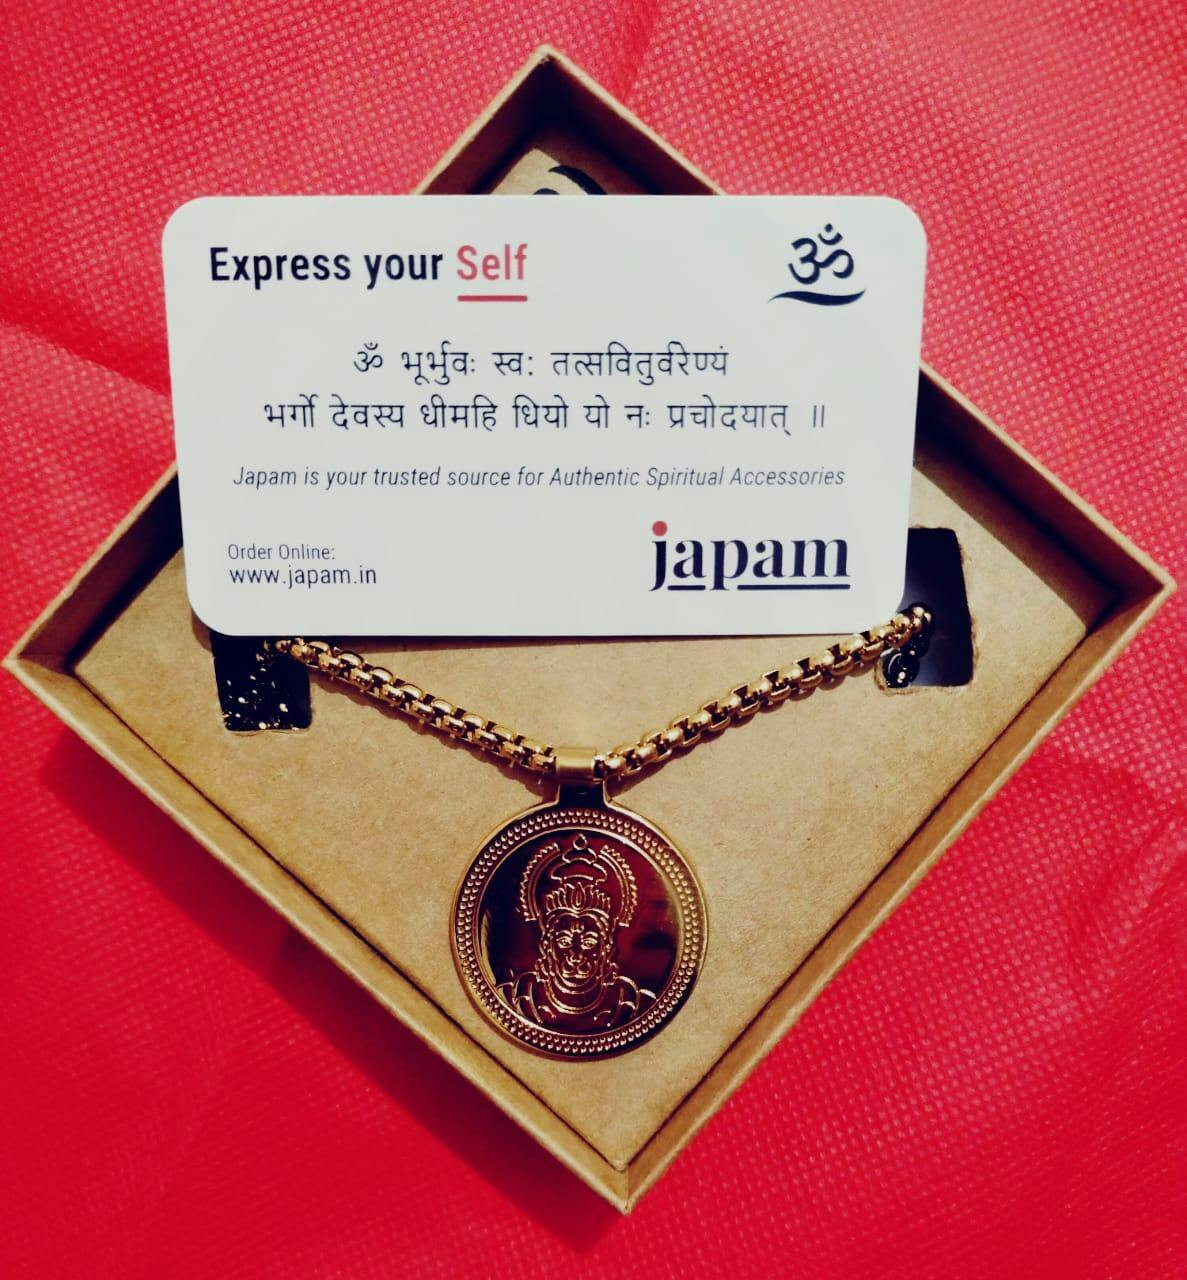 Express your Self
ॐ
ॐ भूर्भुवः स्व: तत्सवितुर्वरेण्यं
भर्गो देवस्य धीमहि धियो यो नः प्रचोदयात् ॥
Japam is your trusted source for Authentic Spiritual Accessories
Order Online:
www.japam.in
japam